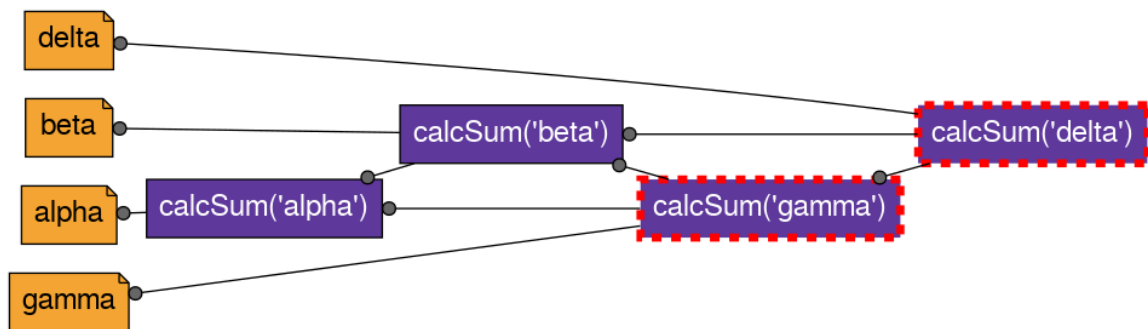 delta
beta
alpha
gamma
calcSum('beta')
calcSum('delta')
calcSum('alpha')
calcSum('gamma')